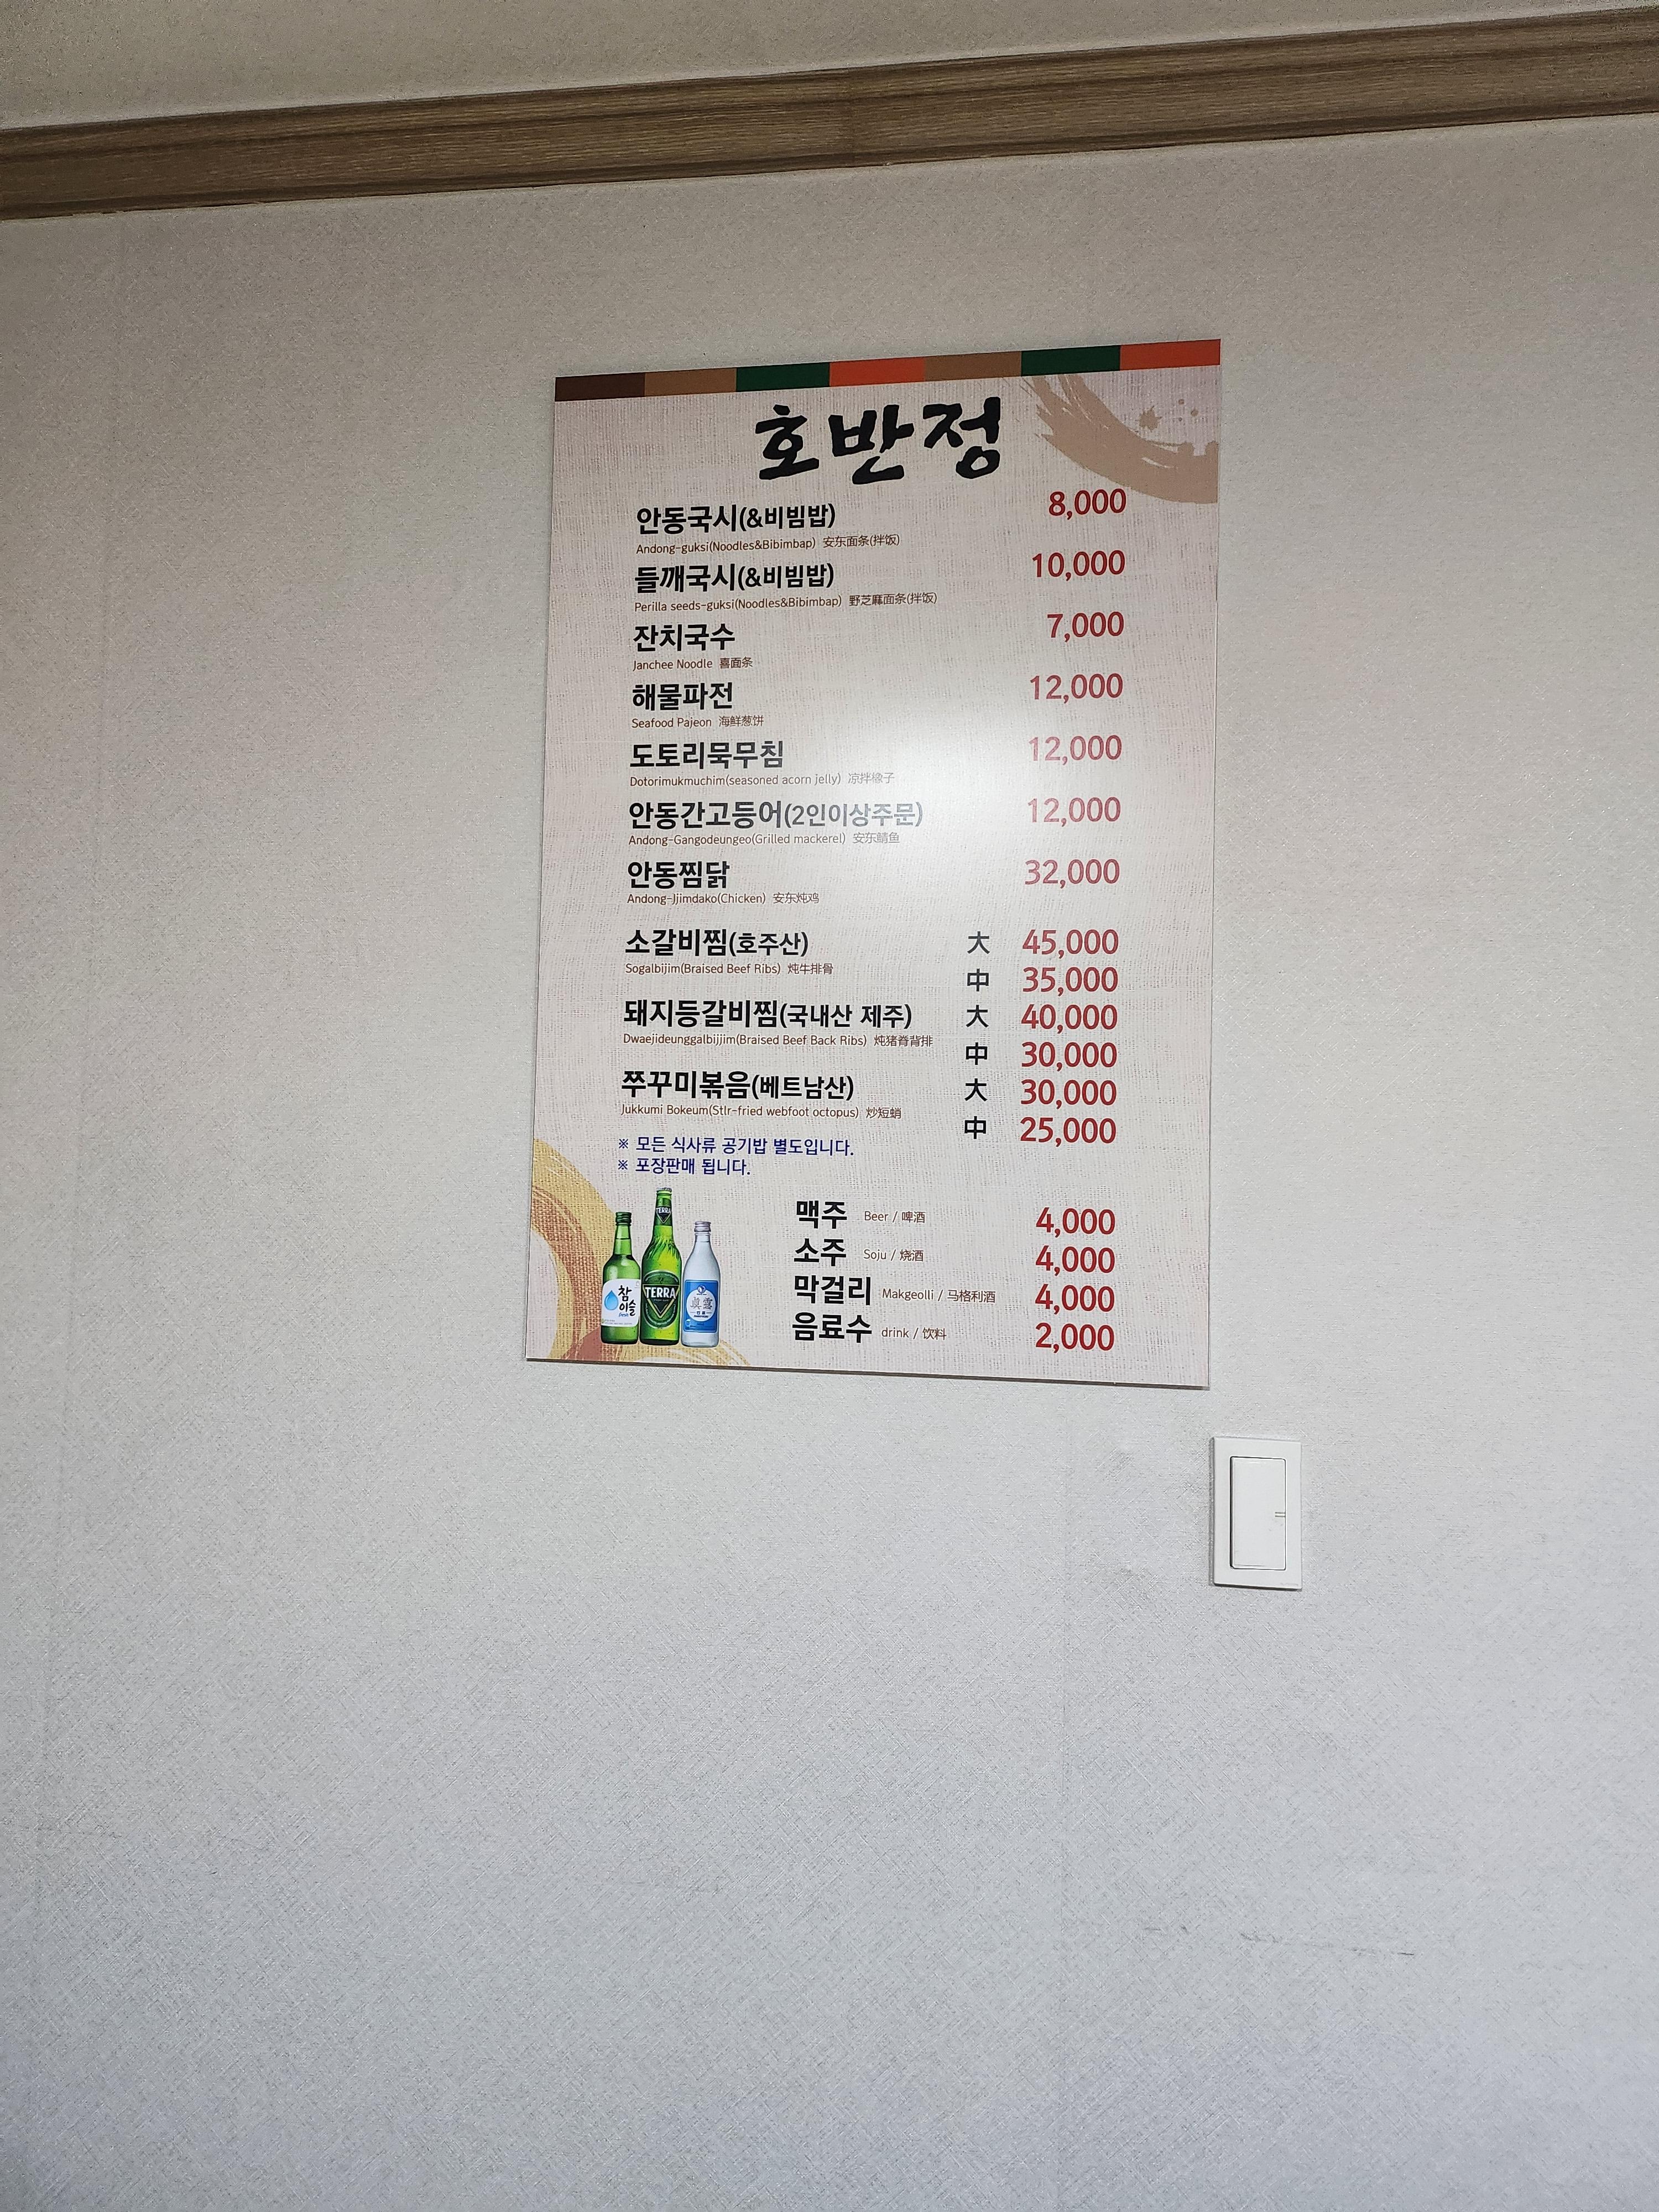 호반정
안동국시(&비빔밥) 8,000
Andong-guksi(Noodles&Bibimbap) 安东面条(拌饭)
들깨국시(&비빔밥) 10,000
Perilla seeds-guksi(Noodles&Bibimbap) 野芝麻面条(拌饭)
잔치국수 7,000
Janchee Noodle 喜面条
해물파전 12,000
Seafood Pajeon 海鲜葱饼
도토리묵무침 12,000
Dotorimukmuchim(seasoned acorn jelly) 凉拌橡子
안동간고등어(2인이상주문) 12,000
Andong-Gangodeungeo(Grilled mackerel) 安东鲭鱼
안동찜닭 32,000
Andong-Jjimdako(Chicken) 安东炖鸡
소갈비찜(호주산) 大 45,000
Sogalbijim(Braised Beef Ribs) 炖牛排骨
中 35,000
돼지등갈비찜(국내산 제주) 大 40,000
Dwaejideunggalbijjim(Braised Beef Back Ribs) 炖猪脊背排
中 30,000
쭈꾸미볶음(베트남산) 大 30,000
Jukkumi Bokeum(Stlr-fried webfoot octopus) 炒短蛸
中 25,000
※ 모든 식사류 공기밥 별도입니다.
※ 포장판매 됩니다.
맥주 Beer / 啤酒 4,000
소주 Soju / 烧酒 4,000
막걸리 Makgeolli / 马格利酒 4,000
음료수 drink / 饮料 2,000
TERRA
TERRA
참이슬
眞露